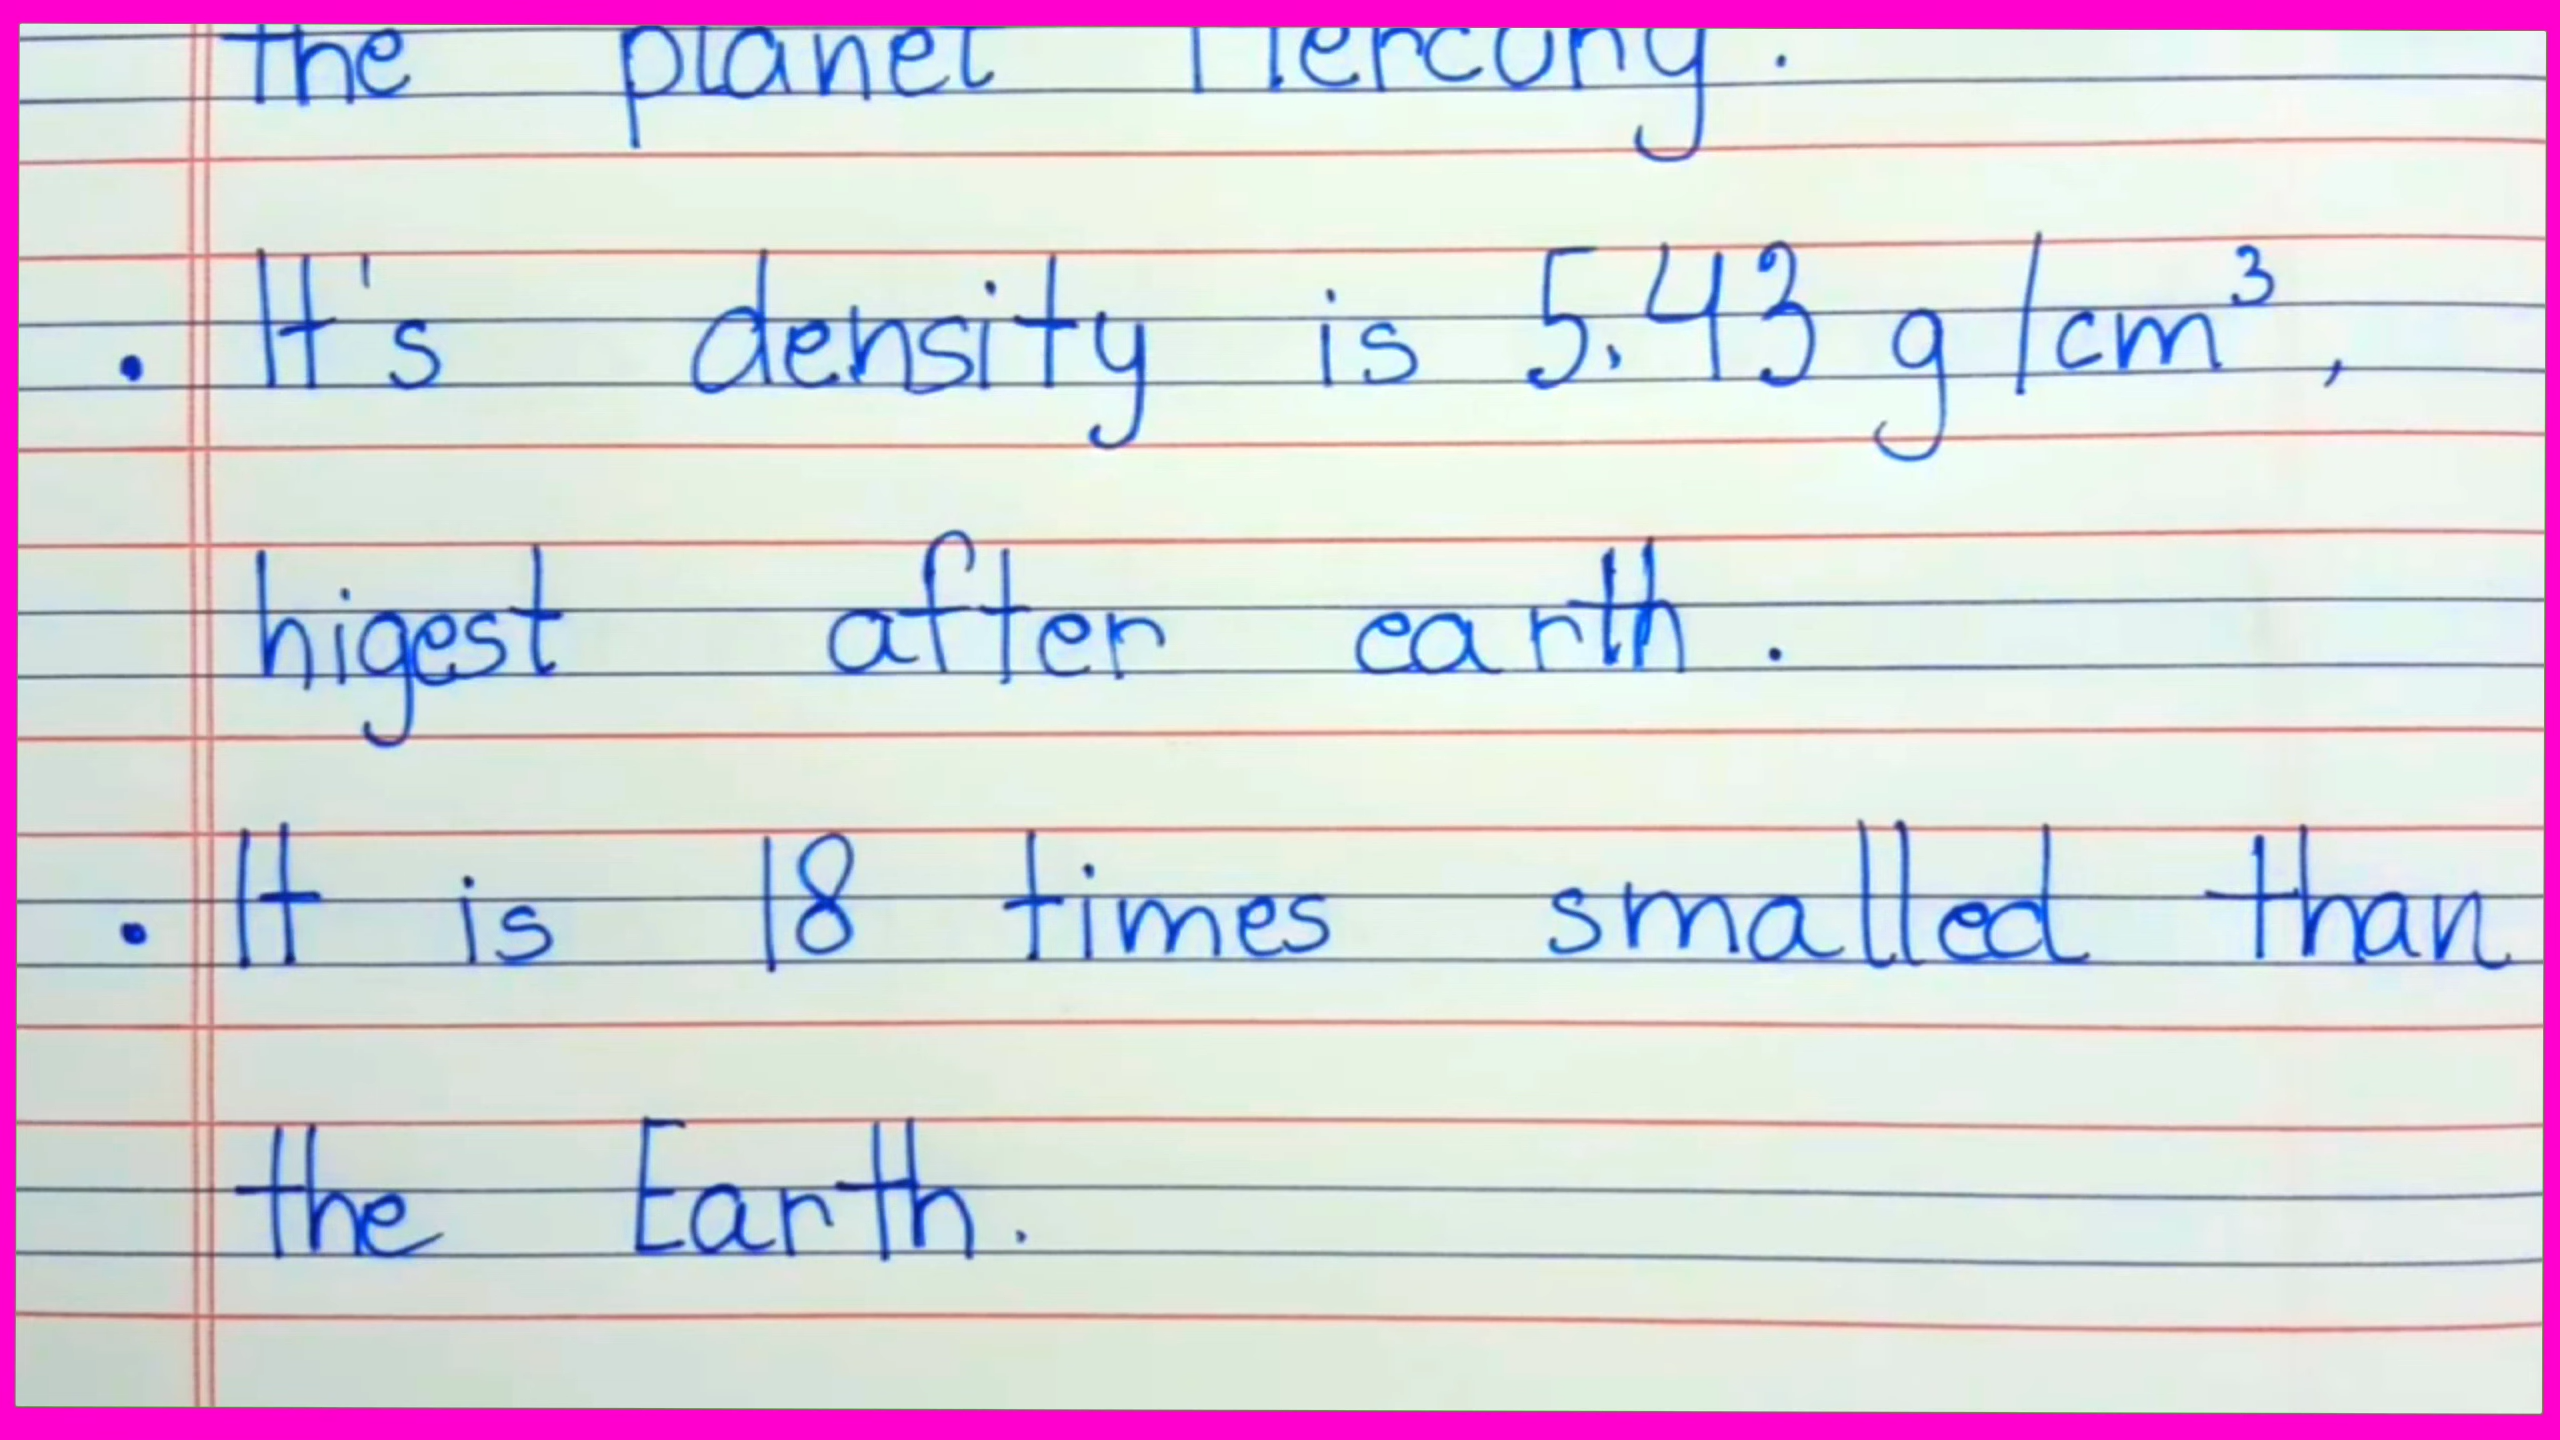 the planet Mercury.
• It's density is 5.43 g/cm³,
higest after earth.
• It is 18 times smalled than
the Earth.